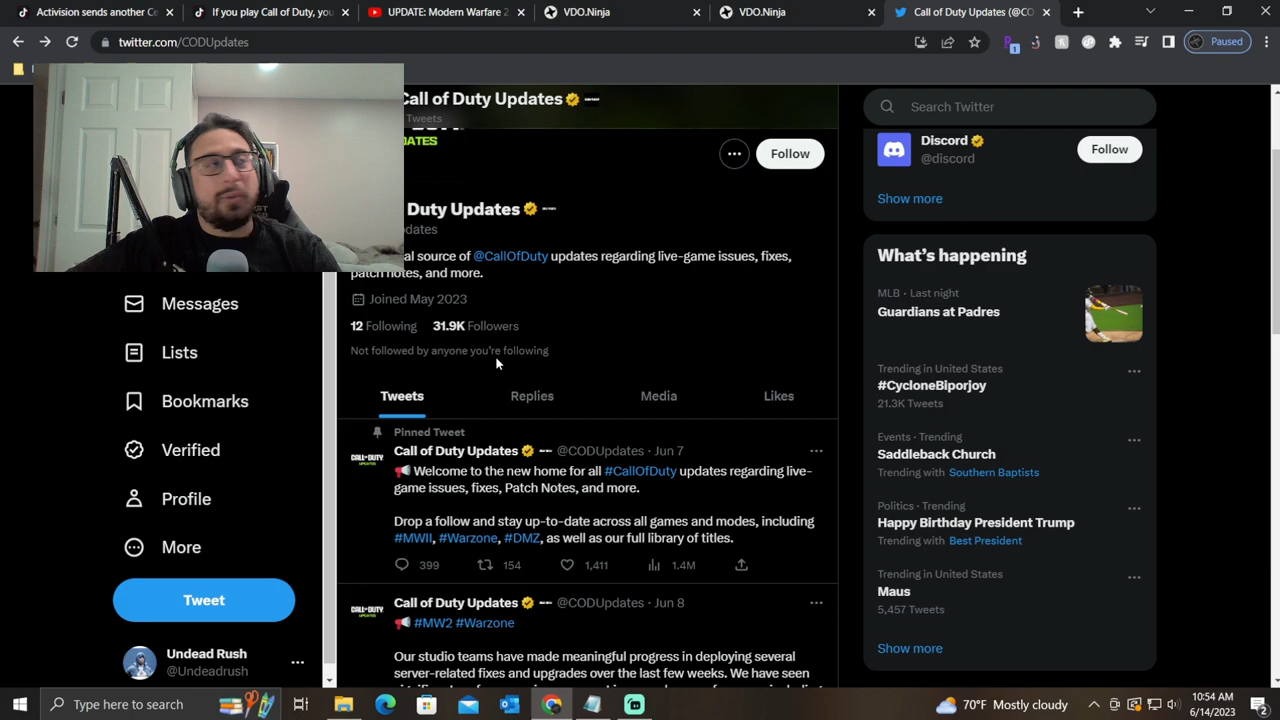 Activision sends another Ce
If you play Call of Duty, you
UPDATE: Modern Warfare 2
VDO.Ninja
VDO.Ninja
Call of Duty Updates (@CO
twitter.com/CODUpdates
1
Paused
Call of Duty Updates
Tweets
DATES
Follow
Duty Updates
pdates
al source of @CallOfDuty updates regarding live-game issues, fixes,
patch notes, and more.
Joined May 2023
12 Following 31.9K Followers
Not followed by anyone you're following
Tweets Replies Media Likes
Pinned Tweet
Call of Duty Updates @CODUpdates · Jun 7
Welcome to the new home for all #CallOfDuty updates regarding live-
game issues, fixes, Patch Notes, and more.
Drop a follow and stay up-to-date across all games and modes, including
#MWII, #Warzone, #DMZ, as well as our full library of titles.
399 154 1,411 1.4M
Call of Duty Updates @CODUpdates · Jun 8
#MW2 #Warzone
Our studio teams have made meaningful progress in deploying several
server-related fixes and upgrades over the last few weeks. We have seen
Messages
Lists
Bookmarks
Verified
Profile
More
Tweet
Undead Rush
@Undeadrush
Search Twitter
Discord
@discord
Follow
Show more
What's happening
MLB · Last night
Guardians at Padres
Trending in United States
#CycloneBiporjoy
21.3K Tweets
Events · Trending
Saddleback Church
Trending with Southern Baptists
Politics · Trending
Happy Birthday President Trump
Trending with Best President
Trending in United States
Maus
5,457 Tweets
Show more
Type here to search
70°F Mostly cloudy
10:54 AM
6/14/2023
2